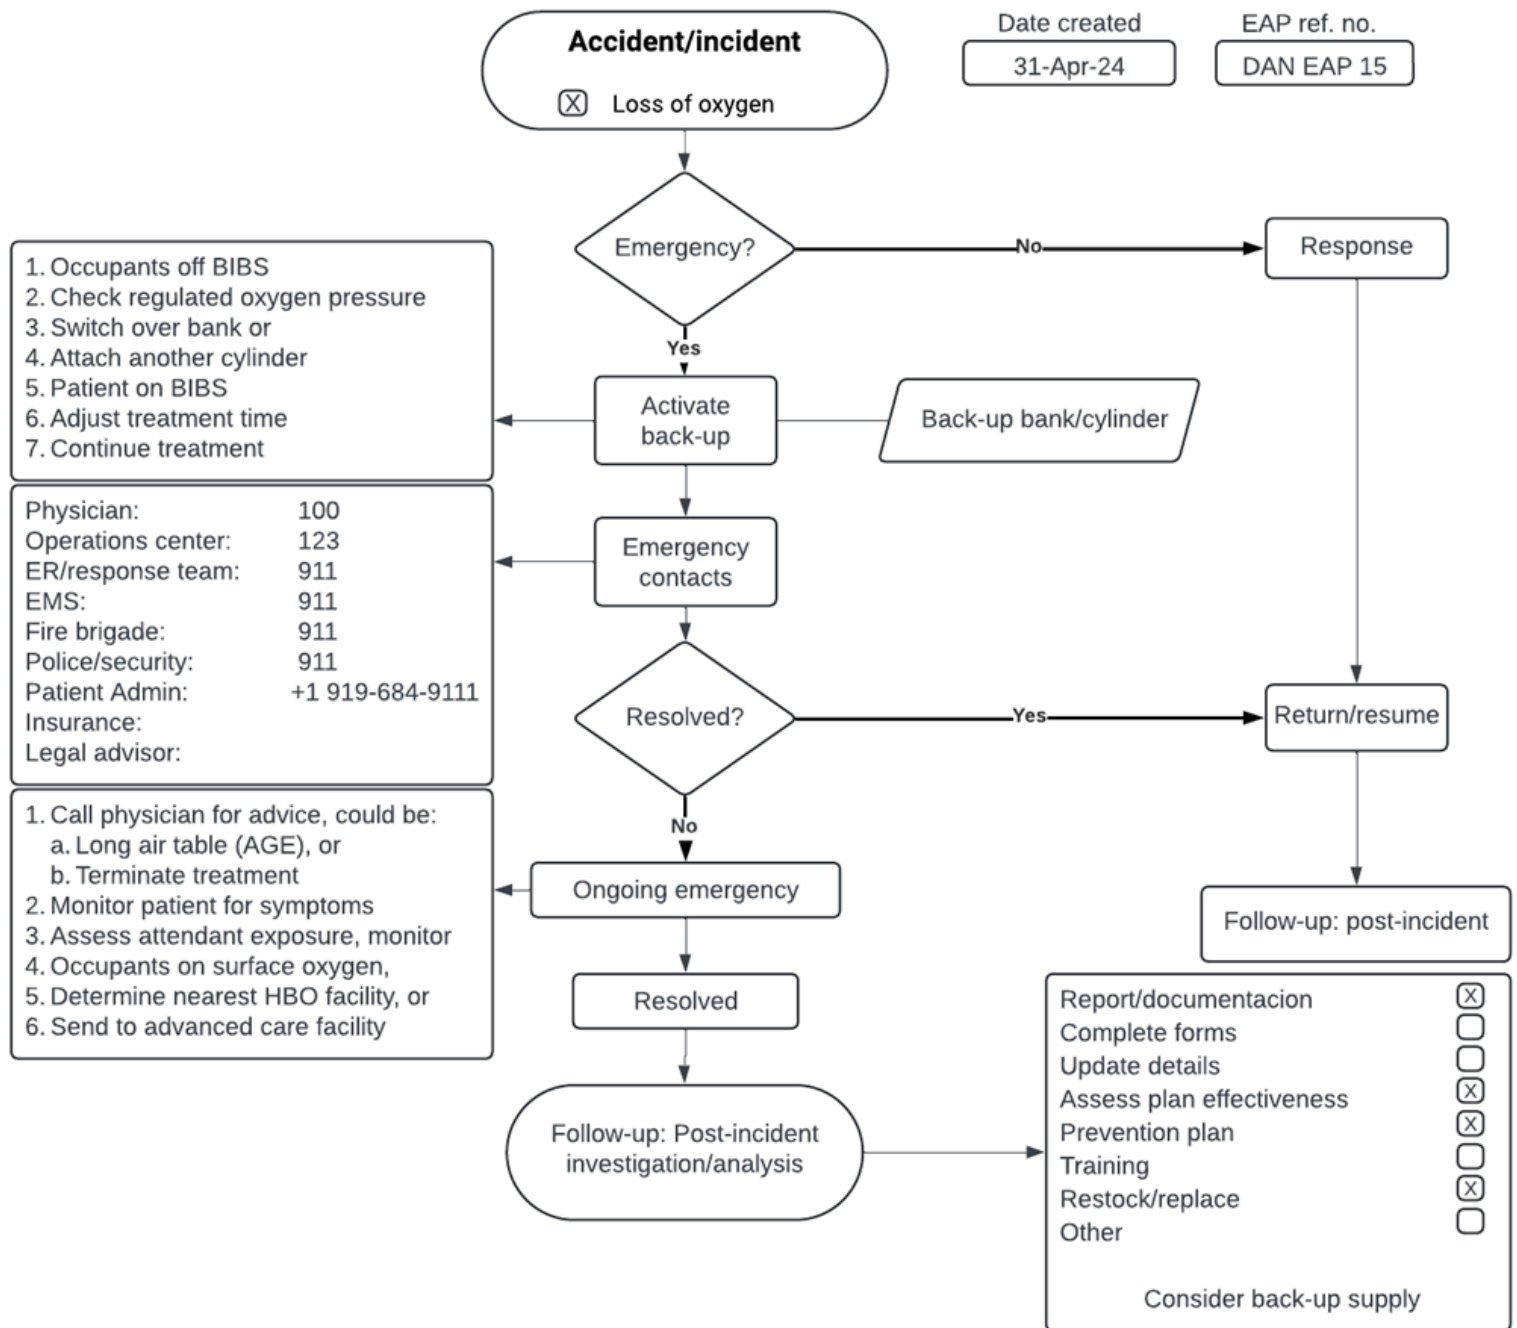 Accident/incident
X Loss of oxygen
Date created
31-Apr-24
EAP ref. no.
DAN EAP 15
Emergency?
No
Response
Yes
1. Occupants off BIBS
2. Check regulated oxygen pressure
3. Switch over bank or
4. Attach another cylinder
5. Patient on BIBS
6. Adjust treatment time
7. Continue treatment
Activate
back-up
Back-up bank/cylinder
Physician: 100
Operations center: 123
ER/response team: 911
EMS: 911
Fire brigade: 911
Police/security: 911
Patient Admin: +1 919-684-9111
Insurance:
Legal advisor:
Emergency
contacts
Resolved?
Yes
Return/resume
No
1. Call physician for advice, could be:
a. Long air table (AGE), or
b. Terminate treatment
2. Monitor patient for symptoms
3. Assess attendant exposure, monitor
4. Occupants on surface oxygen,
5. Determine nearest HBO facility, or
6. Send to advanced care facility
Ongoing emergency
Resolved
Follow-up: Post-incident
investigation/analysis
Follow-up: post-incident
Report/documentacion X
Complete forms
Update details
Assess plan effectiveness X
Prevention plan X
Training
Restock/replace X
Other
Consider back-up supply